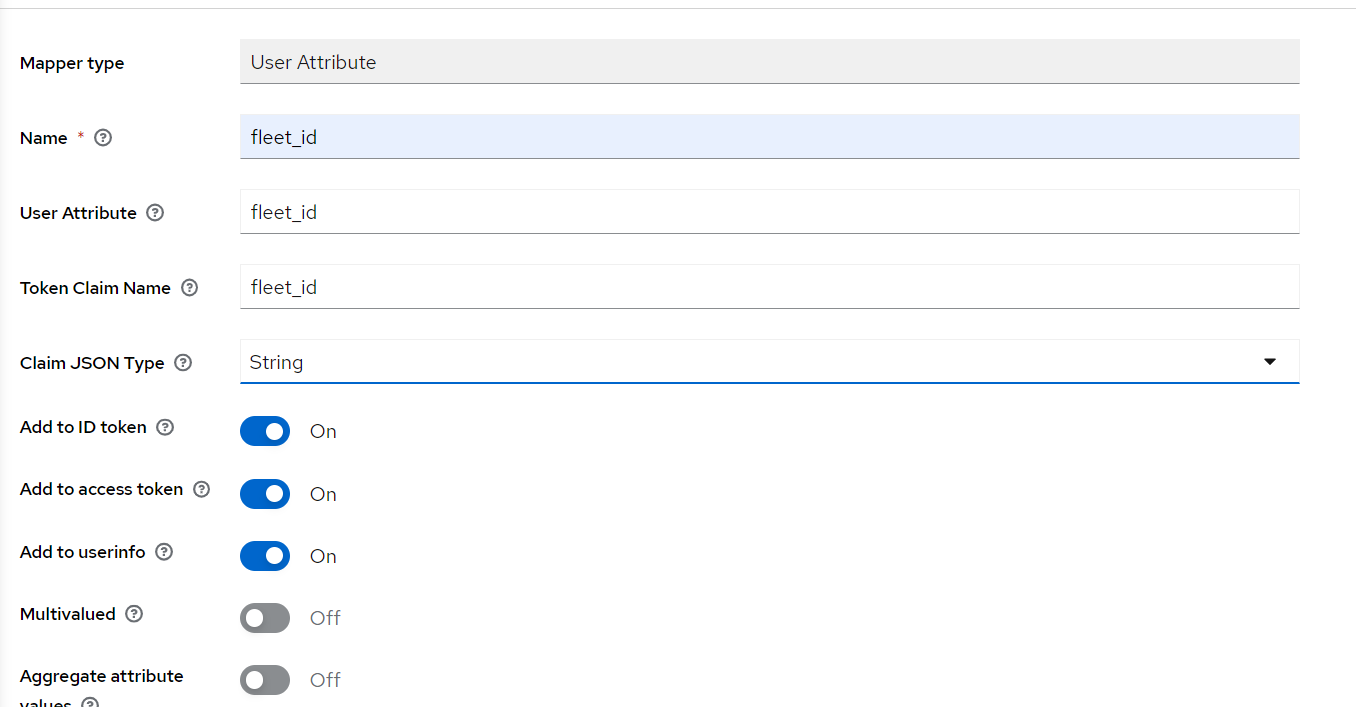 Mapper type
User Attribute
Name *
fleet_id
User Attribute
fleet_id
Token Claim Name
fleet_id
Claim JSON Type
String
Add to ID token
On
Add to access token
On
Add to userinfo
On
Multivalued
Off
Aggregate attribute
values
Off